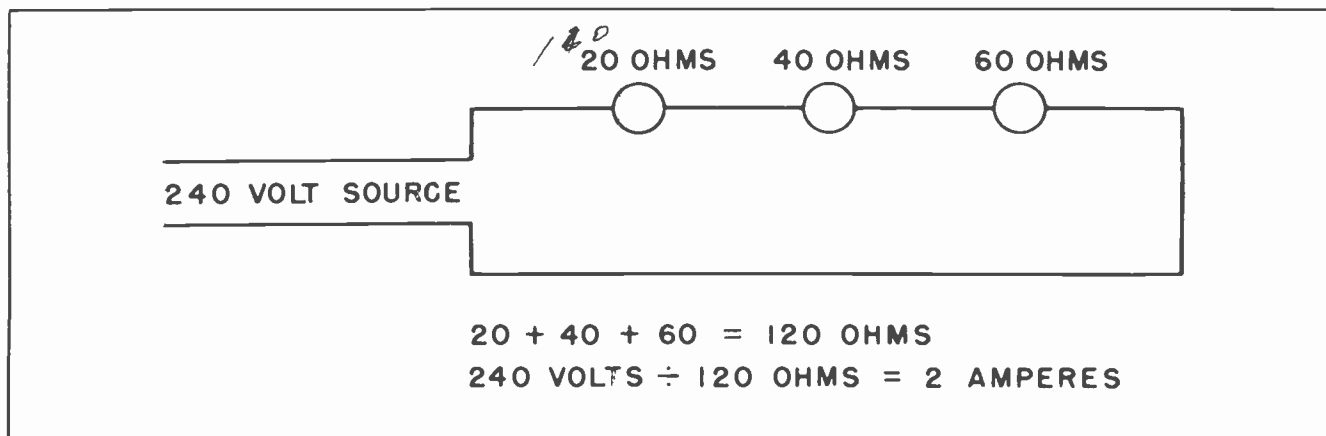 20 OHMS 40 OHMS 60 OHMS
240 VOLT SOURCE
20 + 40 + 60 = 120 OHMS
240 VOLTS ÷ 120 OHMS = 2 AMPERES